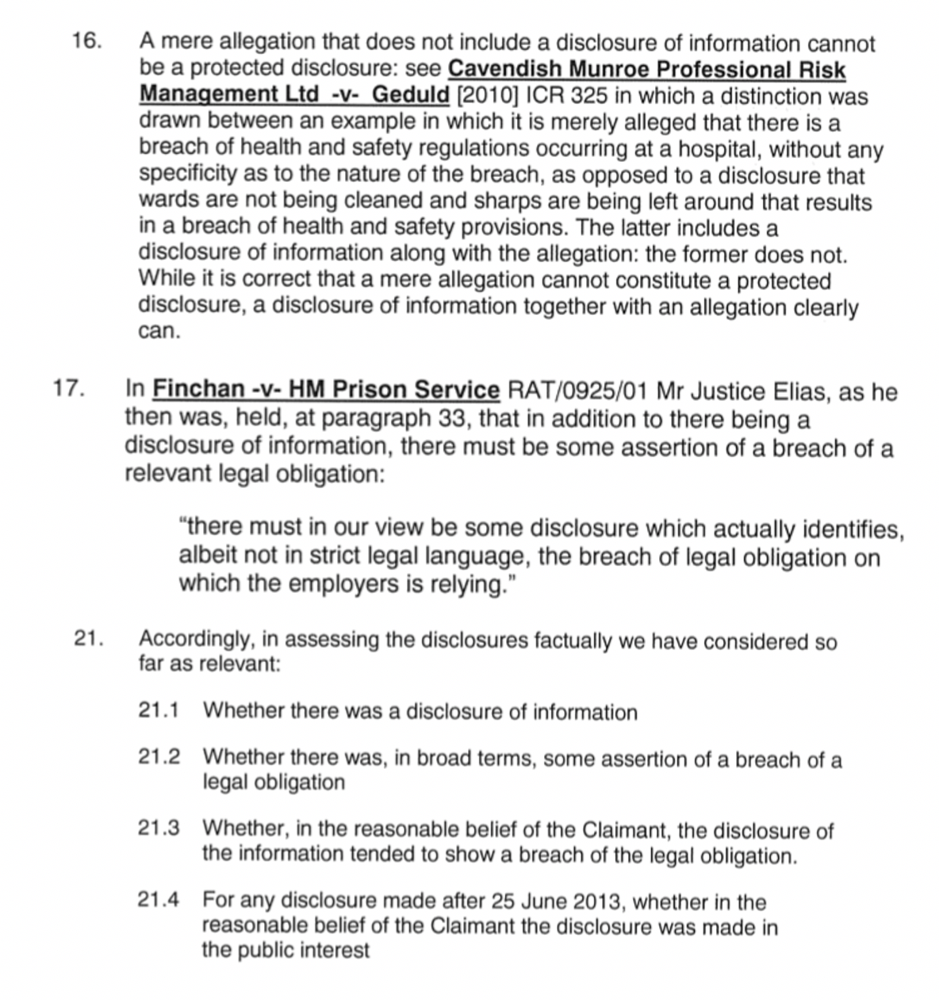 16. A mere allegation that does not include a disclosure of information cannot
be a protected disclosure: see Cavendish Munroe Professional Risk
Management Ltd -v- Geduld [2010] ICR 325 in which a distinction was
drawn between an example in which it is merely alleged that there is a
breach of health and safety regulations occurring at a hospital, without any
specificity as to the nature of the breach, as opposed to a disclosure that
wards are not being cleaned and sharps are being left around that results
in a breach of health and safety provisions. The latter includes a
disclosure of information along with the allegation: the former does not.
While it is correct that a mere allegation cannot constitute a protected
disclosure, a disclosure of information together with an allegation clearly
can.
17. In Finchan -v- HM Prison Service RAT/0925/01 Mr Justice Elias, as he
then was, held, at paragraph 33, that in addition to there being a
disclosure of information, there must be some assertion of a breach of a
relevant legal obligation:
“there must in our view be some disclosure which actually identifies,
albeit not in strict legal language, the breach of legal obligation on
which the employers is relying.”
21. Accordingly, in assessing the disclosures factually we have considered so
far as relevant:
21.1 Whether there was a disclosure of information
21.2 Whether there was, in broad terms, some assertion of a breach of a
legal obligation
21.3 Whether, in the reasonable belief of the Claimant, the disclosure of
the information tended to show a breach of the legal obligation.
21.4 For any disclosure made after 25 June 2013, whether in the
reasonable belief of the Claimant the disclosure was made in
the public interest